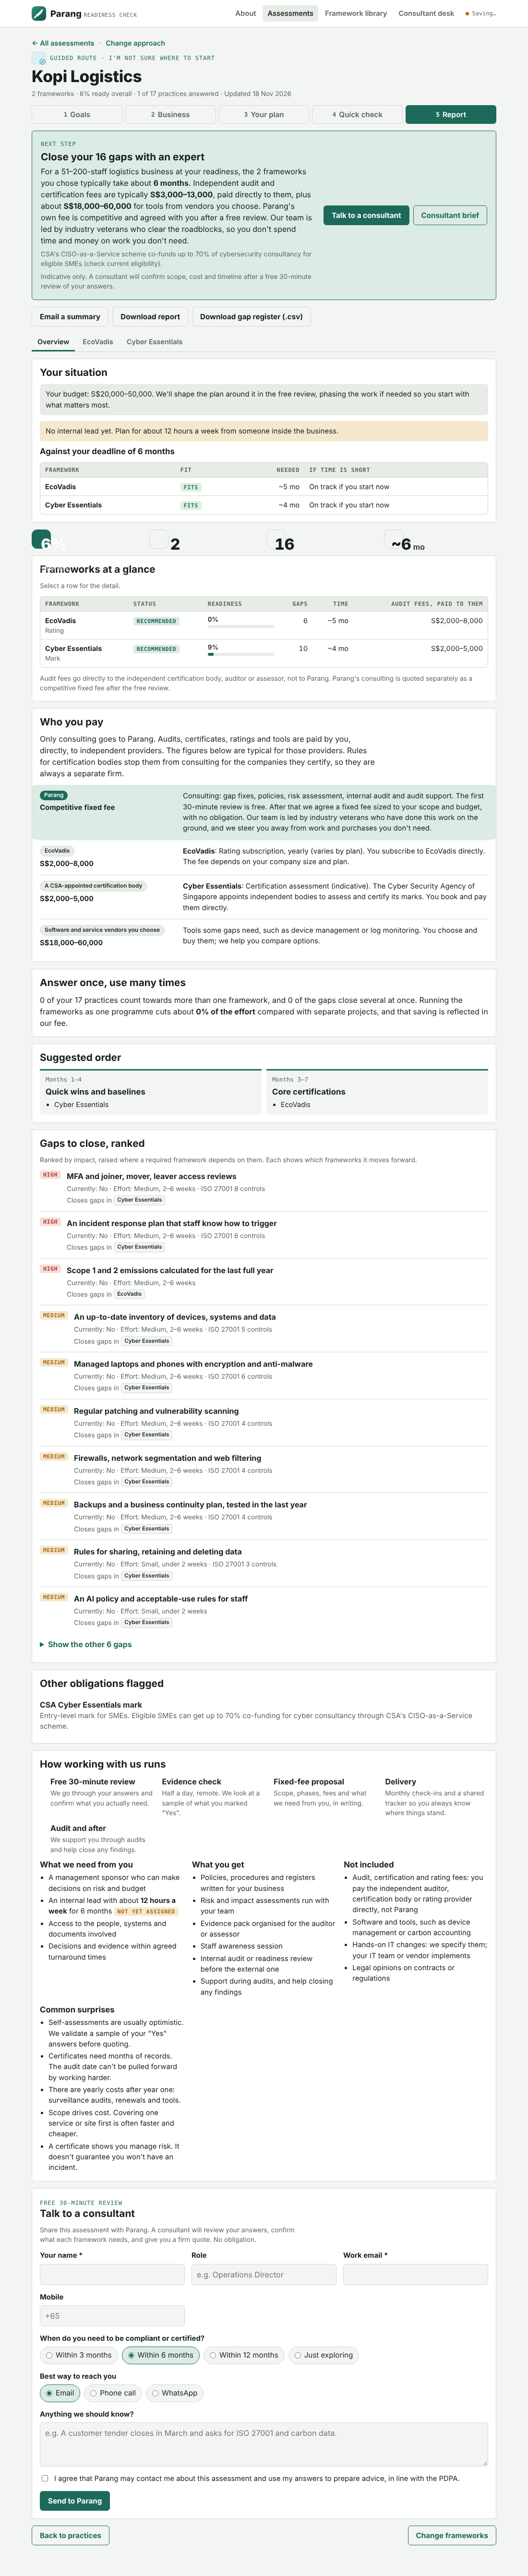 Parang READINESS CHECK
About Assessments Framework library Consultant desk Saving…
← All assessments · Change approach
GUIDED ROUTE · I'M NOT SURE WHERE TO START
Kopi Logistics
2 frameworks · 6% ready overall · 1 of 17 practices answered · Updated 18 Nov 2026
1 Goals 2 Business 3 Your plan 4 Quick check 5 Report
NEXT STEP
Close your 16 gaps with an expert
For a 51–200-staff logistics business at your readiness, the 2 frameworks
you chose typically take about 6 months. Independent audit and
certification fees are typically S$3,000–13,000, paid directly to them, plus
about S$18,000–60,000 for tools from vendors you choose. Parang's
own fee is competitive and agreed with you after a free review. Our team is
led by industry veterans who clear the roadblocks, so you don't spend
time and money on work you don't need.
CSA's CISO-as-a-Service scheme co-funds up to 70% of cybersecurity consultancy for
eligible SMEs (check current eligibility).
Indicative only. A consultant will confirm scope, cost and timeline after a free 30-minute
review of your answers.
Talk to a consultant Consultant brief
Email a summary Download report Download gap register (.csv)
Overview EcoVadis Cyber Essentials
Your situation
Your budget: S$20,000–50,000. We'll shape the plan around it in the free review, phasing the work if needed so you start with
what matters most.
No internal lead yet. Plan for about 12 hours a week from someone inside the business.
Against your deadline of 6 months
FRAMEWORK FIT NEEDED IF TIME IS SHORT
EcoVadis FITS ~5 mo On track if you start now
Cyber Essentials FITS ~4 mo On track if you start now
6% 2 16 ~6 mo
Frameworks at a glance
Select a row for the detail.
FRAMEWORK STATUS READINESS GAPS TIME AUDIT FEES, PAID TO THEM
EcoVadis RECOMMENDED 0% 6 ~5 mo S$2,000–8,000
Rating
Cyber Essentials RECOMMENDED 9% 10 ~4 mo S$2,000–5,000
Mark
Audit fees go directly to the independent certification body, auditor or assessor, not to Parang. Parang's consulting is quoted separately as a
competitive fixed fee after the free review.
Who you pay
Only consulting goes to Parang. Audits, certificates, ratings and tools are paid by you,
directly, to independent providers. The figures below are typical for those providers. Rules
for certification bodies stop them from consulting for the companies they certify, so they are
always a separate firm.
Parang
Competitive fixed fee
Consulting: gap fixes, policies, risk assessment, internal audit and audit support. The first
30-minute review is free. After that we agree a fixed fee sized to your scope and budget,
with no obligation. Our team is led by industry veterans who have done this work on the
ground, and we steer you away from work and purchases you don't need.
EcoVadis
S$2,000–8,000
EcoVadis: Rating subscription, yearly (varies by plan). You subscribe to EcoVadis directly.
The fee depends on your company size and plan.
A CSA-appointed certification body
S$2,000–5,000
Cyber Essentials: Certification assessment (indicative). The Cyber Security Agency of
Singapore appoints independent bodies to assess and certify its marks. You book and pay
them directly.
Software and service vendors you choose
S$18,000–60,000
Tools some gaps need, such as device management or log monitoring. You choose and
buy them; we help you compare options.
Answer once, use many times
0 of your 17 practices count towards more than one framework, and 0 of the gaps close several at once. Running the
frameworks as one programme cuts about 0% of the effort compared with separate projects, and that saving is reflected in
our fee.
Suggested order
Months 1–4
Quick wins and baselines
• Cyber Essentials
Months 3–7
Core certifications
• EcoVadis
Gaps to close, ranked
Ranked by impact, raised where a required framework depends on them. Each shows which frameworks it moves forward.
HIGH MFA and joiner, mover, leaver access reviews
Currently: No · Effort: Medium, 2–6 weeks · ISO 27001 8 controls
Closes gaps in Cyber Essentials
HIGH An incident response plan that staff know how to trigger
Currently: No · Effort: Medium, 2–6 weeks · ISO 27001 6 controls
Closes gaps in Cyber Essentials
HIGH Scope 1 and 2 emissions calculated for the last full year
Currently: No · Effort: Medium, 2–6 weeks
Closes gaps in EcoVadis
MEDIUM An up-to-date inventory of devices, systems and data
Currently: No · Effort: Medium, 2–6 weeks · ISO 27001 5 controls
Closes gaps in Cyber Essentials
MEDIUM Managed laptops and phones with encryption and anti-malware
Currently: No · Effort: Medium, 2–6 weeks · ISO 27001 6 controls
Closes gaps in Cyber Essentials
MEDIUM Regular patching and vulnerability scanning
Currently: No · Effort: Medium, 2–6 weeks · ISO 27001 4 controls
Closes gaps in Cyber Essentials
MEDIUM Firewalls, network segmentation and web filtering
Currently: No · Effort: Medium, 2–6 weeks · ISO 27001 4 controls
Closes gaps in Cyber Essentials
MEDIUM Backups and a business continuity plan, tested in the last year
Currently: No · Effort: Medium, 2–6 weeks · ISO 27001 4 controls
Closes gaps in Cyber Essentials
MEDIUM Rules for sharing, retaining and deleting data
Currently: No · Effort: Small, under 2 weeks · ISO 27001 3 controls
Closes gaps in Cyber Essentials
MEDIUM An AI policy and acceptable-use rules for staff
Currently: No · Effort: Small, under 2 weeks
Closes gaps in Cyber Essentials
▶ Show the other 6 gaps
Other obligations flagged
CSA Cyber Essentials mark
Entry-level mark for SMEs. Eligible SMEs can get up to 70% co-funding for cyber consultancy through CSA's CISO-as-a-Service
scheme.
How working with us runs
Free 30-minute review
We go through your answers and
confirm what you actually need.
Evidence check
Half a day, remote. We look at a
sample of what you marked
"Yes".
Fixed-fee proposal
Scope, phases, fees and what
we need from you, in writing.
Delivery
Monthly check-ins and a shared
tracker so you always know
where things stand.
Audit and after
We support you through audits
and help close any findings.
What we need from you
• A management sponsor who can make
decisions on risk and budget
• An internal lead with about 12 hours a
week for 6 months NOT YET ASSIGNED
• Access to the people, systems and
documents involved
• Decisions and evidence within agreed
turnaround times
What you get
• Policies, procedures and registers
written for your business
• Risk and impact assessments run with
your team
• Evidence pack organised for the auditor
or assessor
• Staff awareness session
• Internal audit or readiness review
before the external one
• Support during audits, and help closing
any findings
Not included
• Audit, certification and rating fees: you
pay the independent auditor,
certification body or rating provider
directly, not Parang
• Software and tools, such as device
management or carbon accounting
• Hands-on IT changes: we specify them;
your IT team or vendor implements
• Legal opinions on contracts or
regulations
Common surprises
• Self-assessments are usually optimistic.
We validate a sample of your "Yes"
answers before quoting.
• Certificates need months of records.
The audit date can't be pulled forward
by working harder.
• There are yearly costs after year one:
surveillance audits, renewals and tools.
• Scope drives cost. Covering one
service or site first is often faster and
cheaper.
• A certificate shows you manage risk. It
doesn't guarantee you won't have an
incident.
FREE 30-MINUTE REVIEW
Talk to a consultant
Share this assessment with Parang. A consultant will review your answers, confirm
what each framework needs, and give you a firm quote. No obligation.
Your name * Role Work email *
e.g. Operations Director
Mobile
+65
When do you need to be compliant or certified?
Within 3 months Within 6 months Within 12 months Just exploring
Best way to reach you
Email Phone call WhatsApp
Anything we should know?
e.g. A customer tender closes in March and asks for ISO 27001 and carbon data.
I agree that Parang may contact me about this assessment and use my answers to prepare advice, in line with the PDPA.
Send to Parang
Back to practices Change frameworks